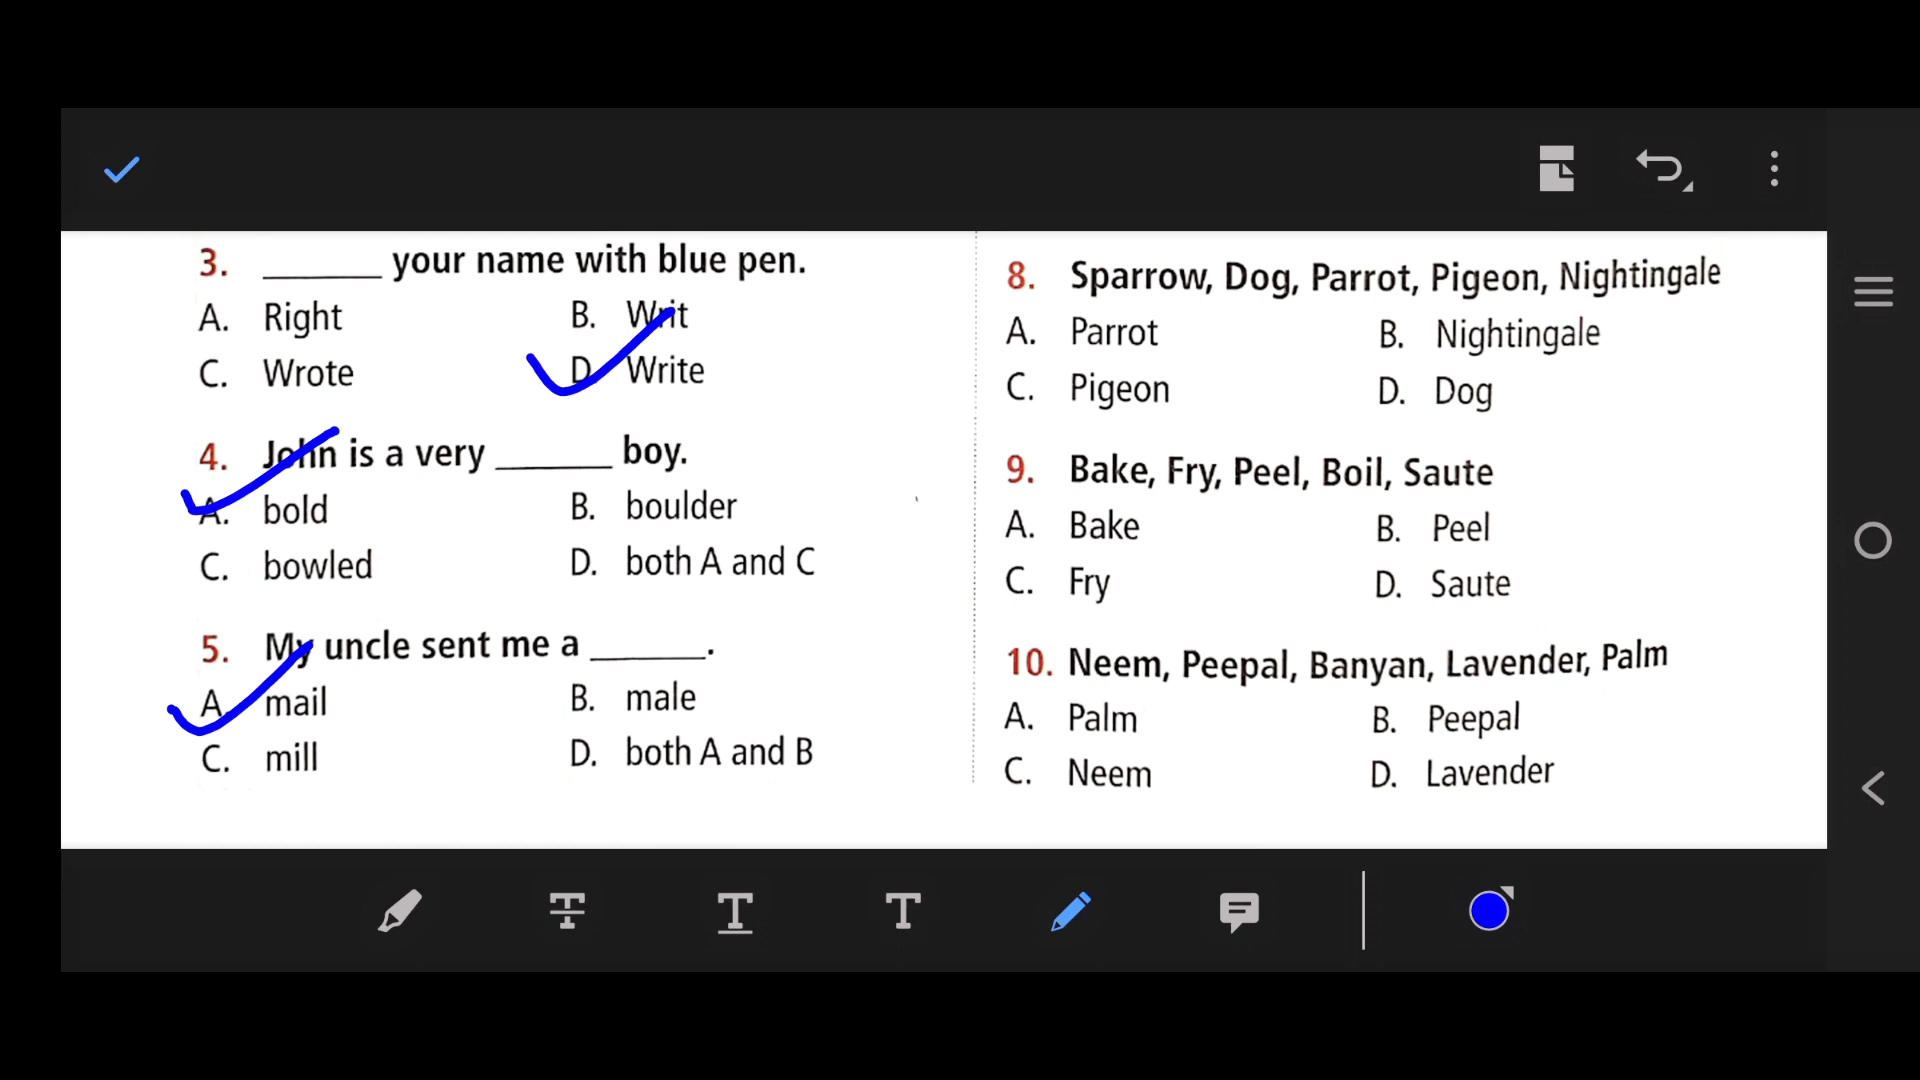 3. ______ your name with blue pen.
A. Right B. Writ
C. Wrote D. Write
4. John is a very ______ boy.
A. bold B. boulder
C. bowled D. both A and C
5. My uncle sent me a ______.
A. mail B. male
C. mill D. both A and B
8. Sparrow, Dog, Parrot, Pigeon, Nightingale
A. Parrot B. Nightingale
C. Pigeon D. Dog
9. Bake, Fry, Peel, Boil, Saute
A. Bake B. Peel
C. Fry D. Saute
10. Neem, Peepal, Banyan, Lavender, Palm
A. Palm B. Peepal
C. Neem D. Lavender